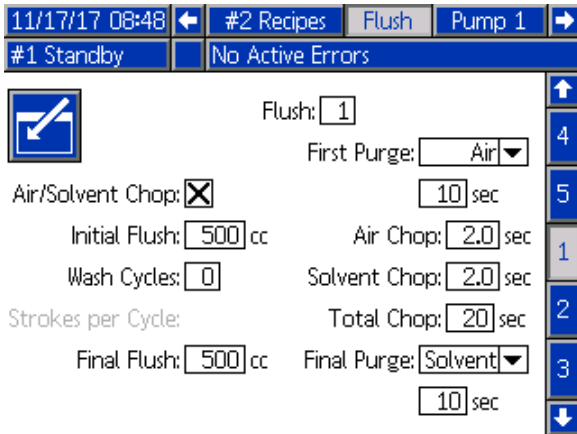 11/17/17 08:48 #2 Recipes Flush Pump 1
#1 Standby No Active Errors
Flush: 1
First Purge: Air
Air/Solvent Chop: 10 sec
Initial Flush: 500 cc Air Chop: 2.0 sec
Wash Cycles: 0 Solvent Chop: 2.0 sec
Strokes per Cycle: Total Chop: 20 sec
Final Flush: 500 cc Final Purge: Solvent
10 sec
4
5
1
2
3